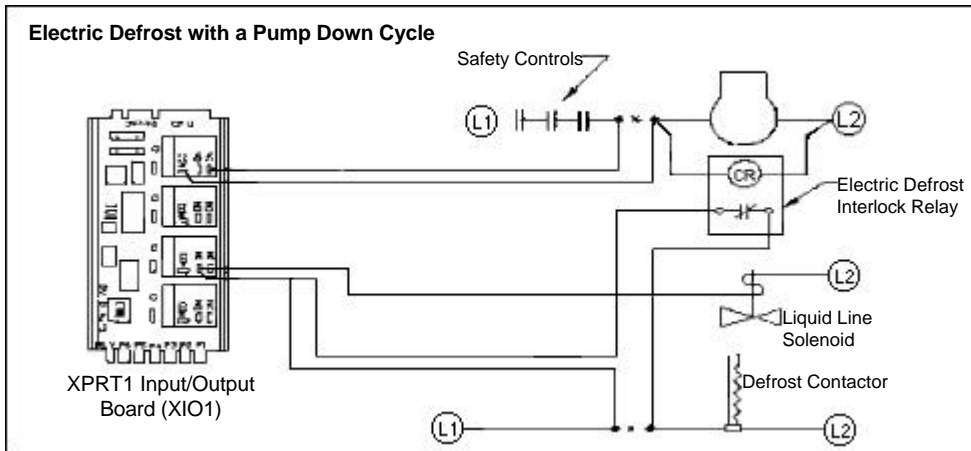 Electric Defrost with a Pump Down Cycle
Safety Controls
L1
L2
CR
Electric Defrost
Interlock Relay
L2
Liquid Line
Solenoid
XPRT1 Input/Output
Board (XIO1)
Defrost Contactor
L1
L2